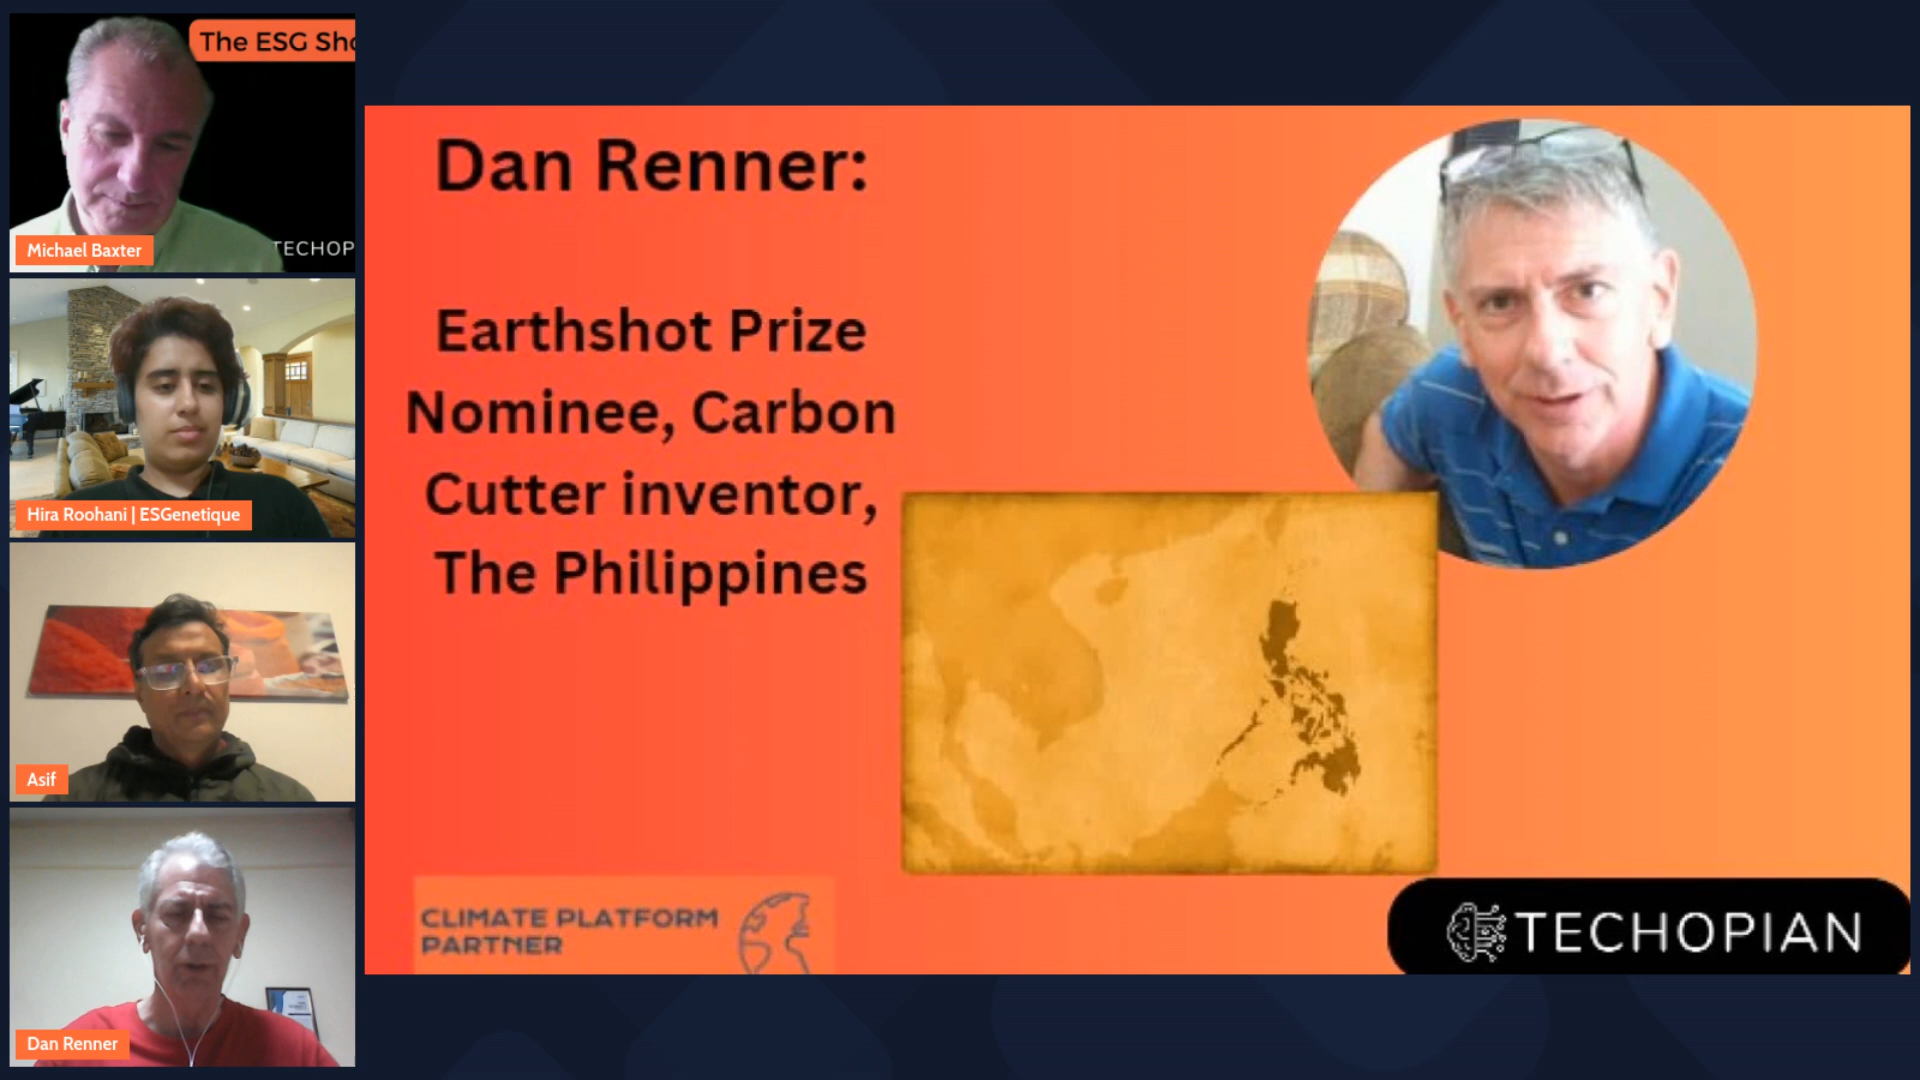 The ESG Sho
TECHOP
Michael Baxter
Hira Roohani | ESGenetique
Asif
Dan Renner
Dan Renner:
Earthshot Prize
Nominee, Carbon
Cutter inventor,
The Philippines
CLIMATE PLATFORM
PARTNER
TECHOPIAN